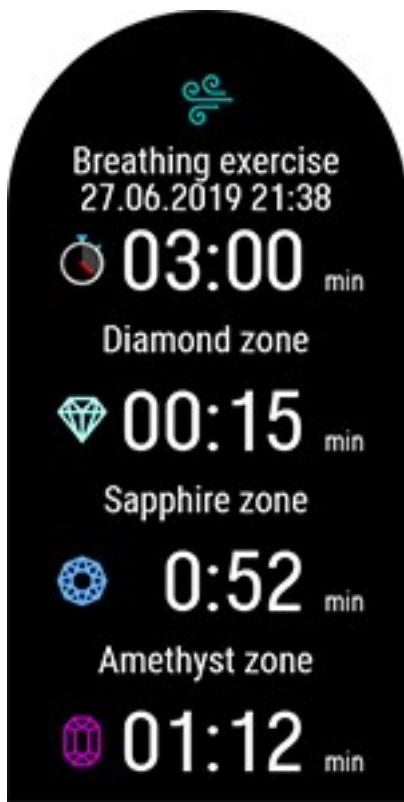 Breathing exercise
27.06.2019 21:38
03:00 min
Diamond zone
00:15 min
Sapphire zone
0:52 min
Amethyst zone
01:12 min